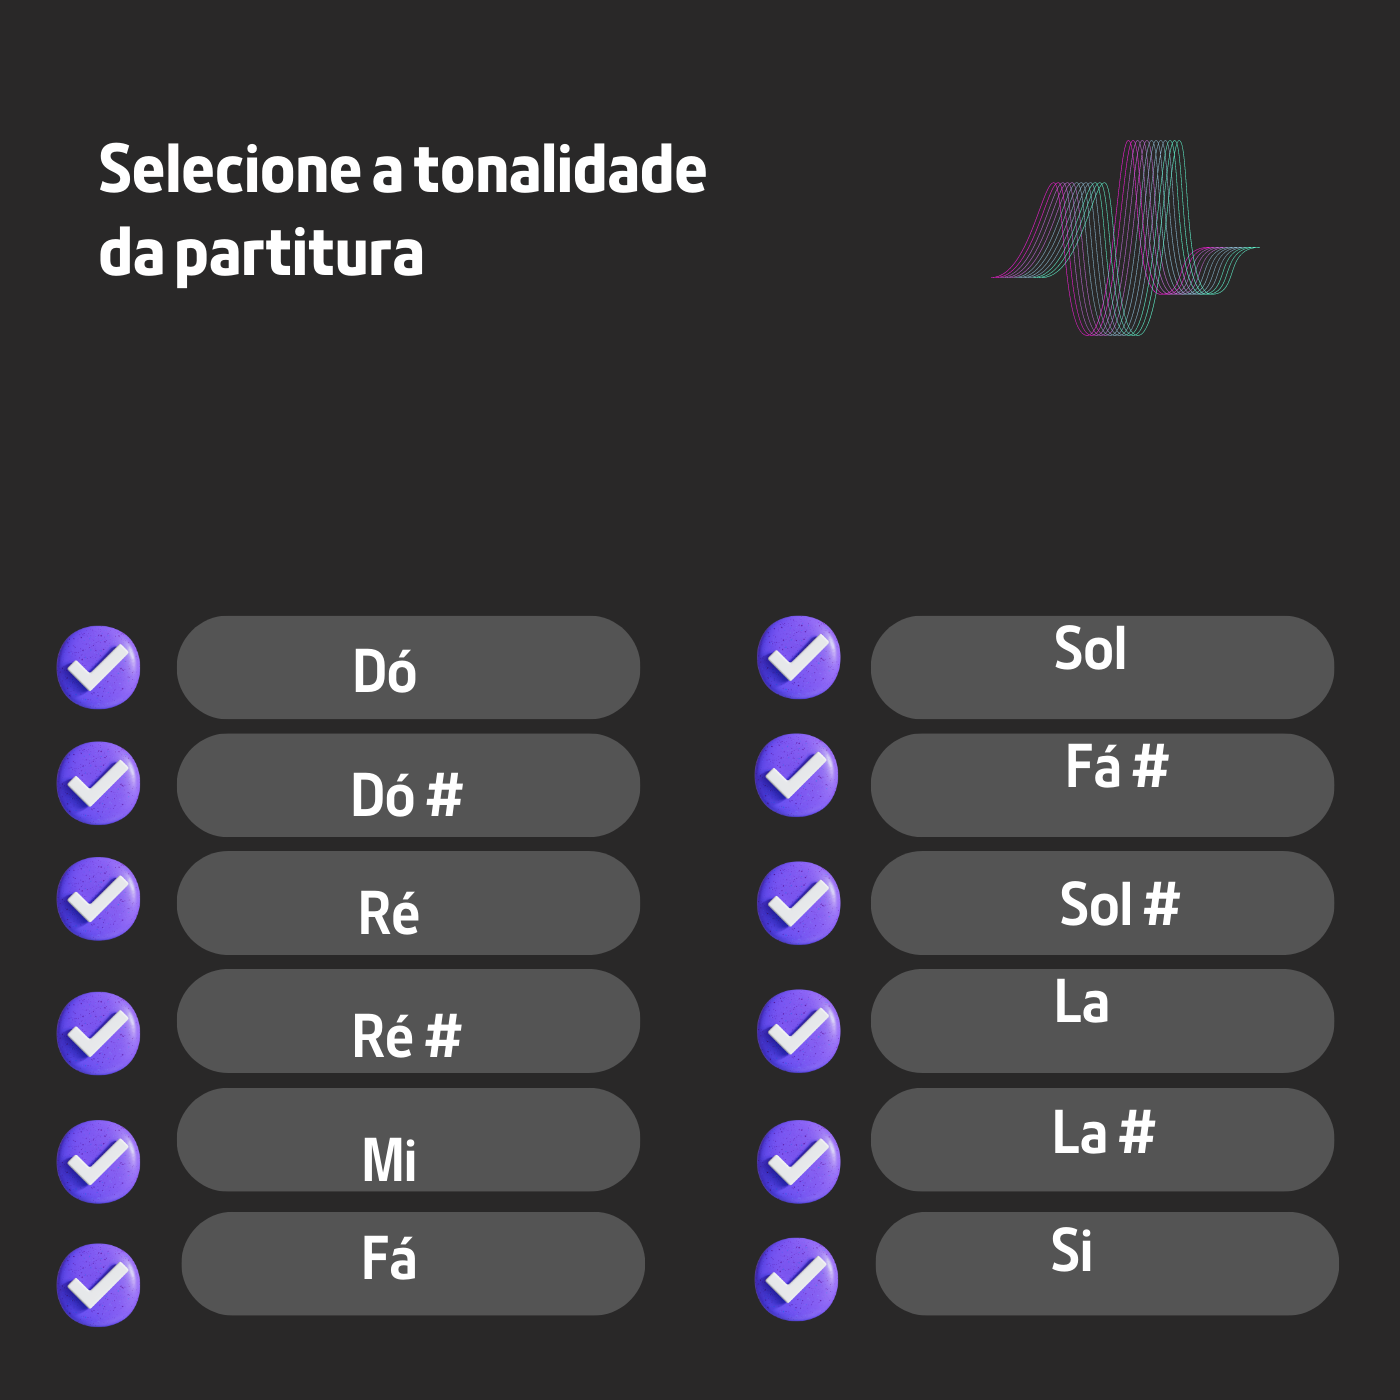 Selecione a tonalidade
da partitura
Dó
Dó #
Ré
Ré #
Mi
Fá
Sol
Fá #
Sol #
La
La #
Si